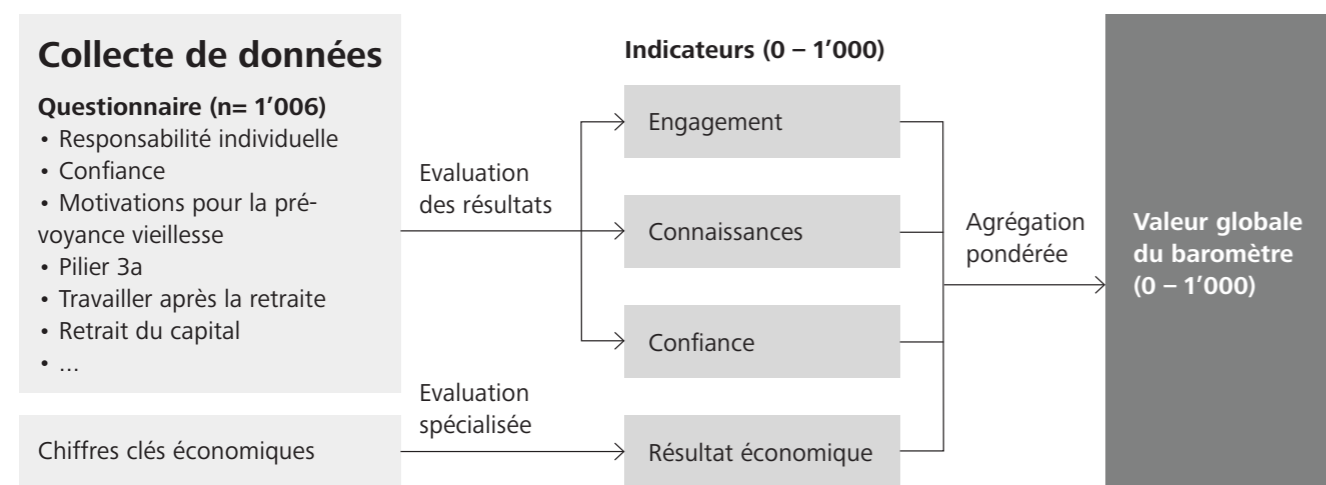 Collecte de données
Questionnaire (n= 1’006)
• Responsabilité individuelle
• Confiance
• Motivations pour la pré-
voyance vieillesse
• Pilier 3a
• Travailler après la retraite
• Retrait du capital
• ...
Chiffres clés économiques
Evaluation
des résultats
Evaluation
spécialisée
Indicateurs (0 – 1’000)
Engagement
Connaissances
Confiance
Résultat économique
Agrégation
pondérée
Valeur globale
du baromètre
(0 – 1’000)